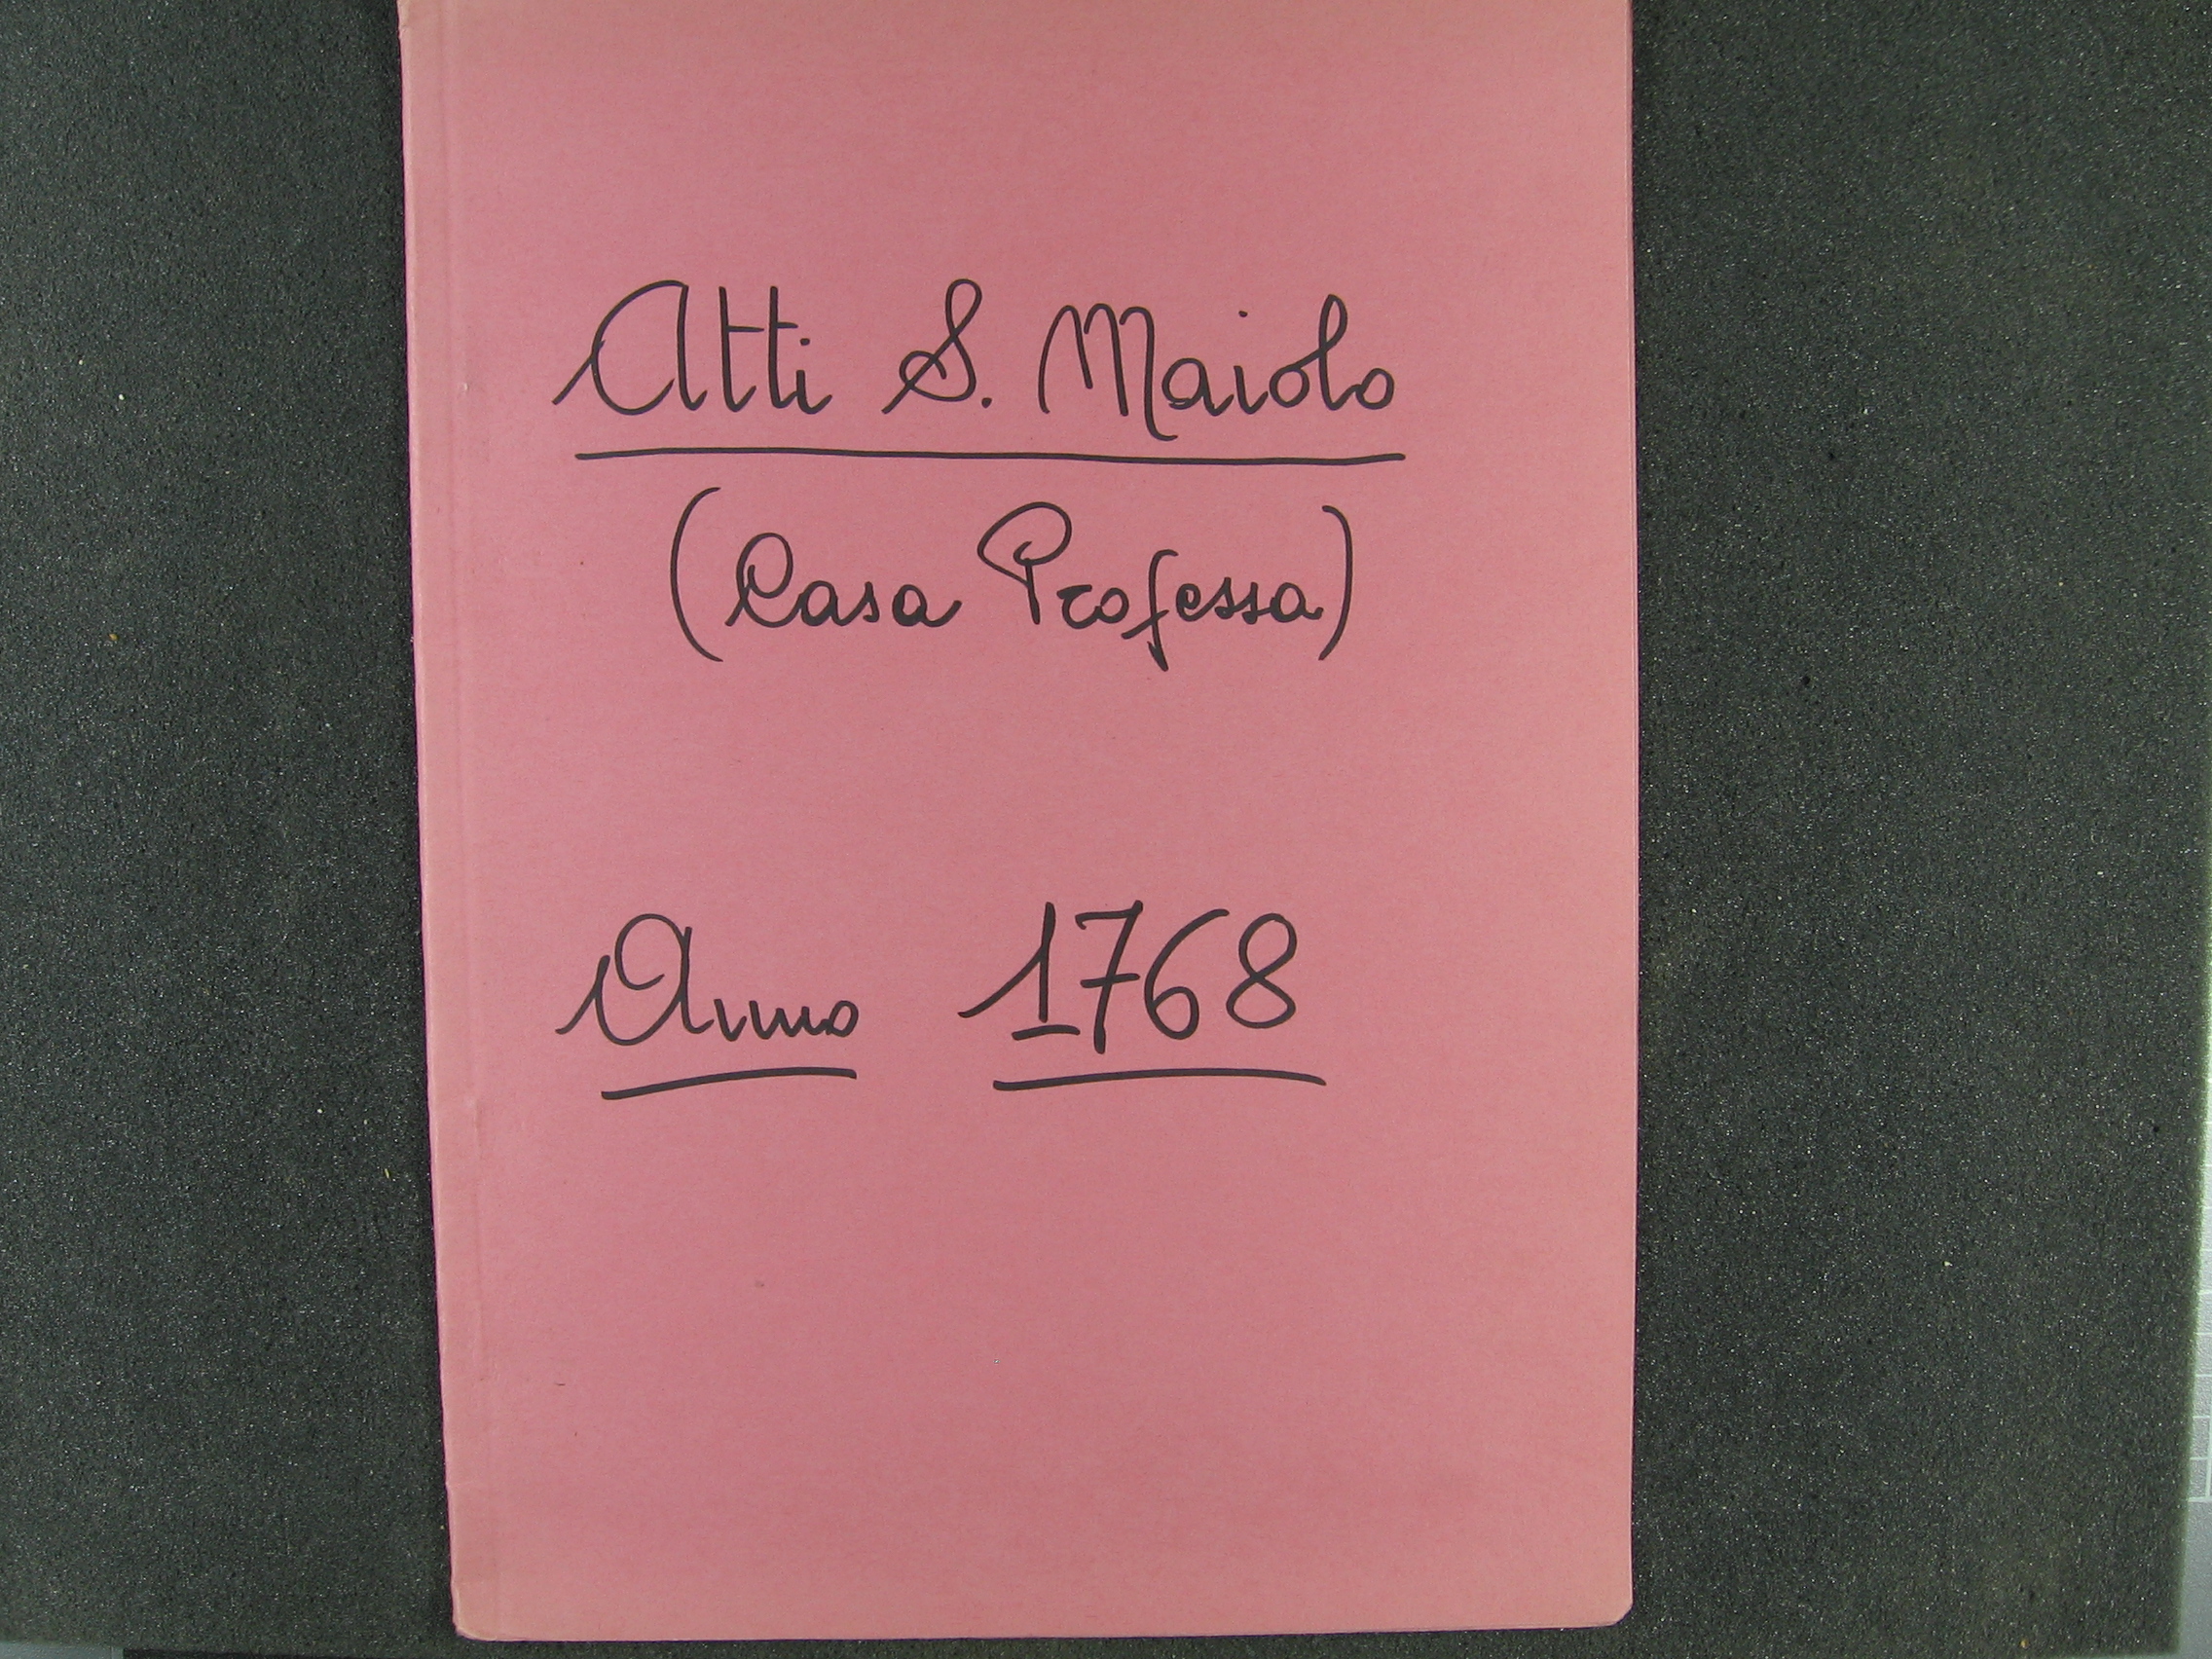 Atti S. Maiolo
(Casa Professa)
Anno 1768